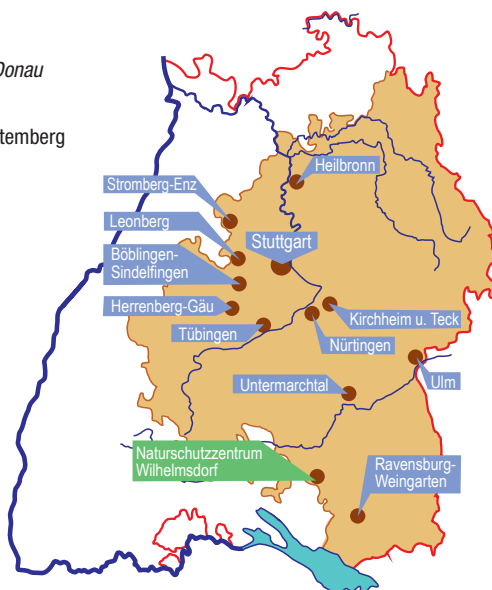 Donau
temberg
Heilbronn
Stromberg-Enz
Leonberg
Stuttgart
Böblingen-
Sindelfingen
Herrenberg-Gäu
Kirchheim u. Teck
Tübingen
Nürtingen
Ulm
Untermarchtal
Naturschutzzentrum
Wilhelmsdorf
Ravensburg-
Weingarten